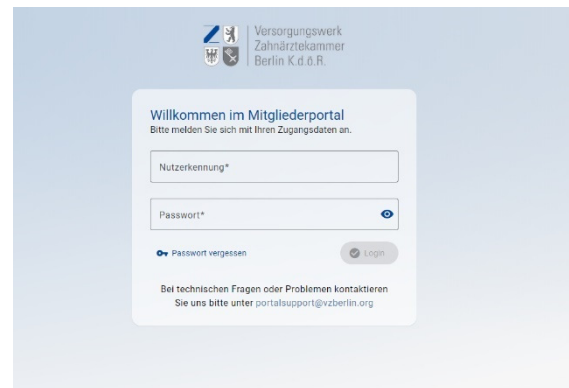 Versorgungswerk
Zahnärztekammer
Berlin K.d.ö.R.
Willkommen im Mitgliederportal
Bitte melden Sie sich mit Ihren Zugangsdaten an.
Nutzerkennung*
Passwort*
Passwort vergessen
Login
Bei technischen Fragen oder Problemen kontaktieren
Sie uns bitte unter portalsupport@vzberlin.org